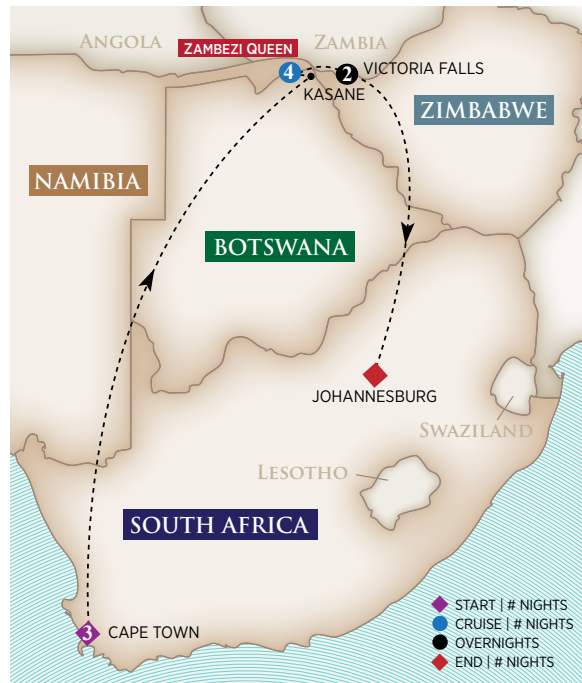 ANGOLA
ZAMBEZI QUEEN
ZAMBIA
4
2
VICTORIA FALLS
KASANE
ZIMBABWE
NAMIBIA
BOTSWANA
JOHANNESBURG
SWAZILAND
LESOTHO
SOUTH AFRICA
3
CAPE TOWN
START | # NIGHTS
CRUISE | # NIGHTS
OVERNIGHTS
END | # NIGHTS